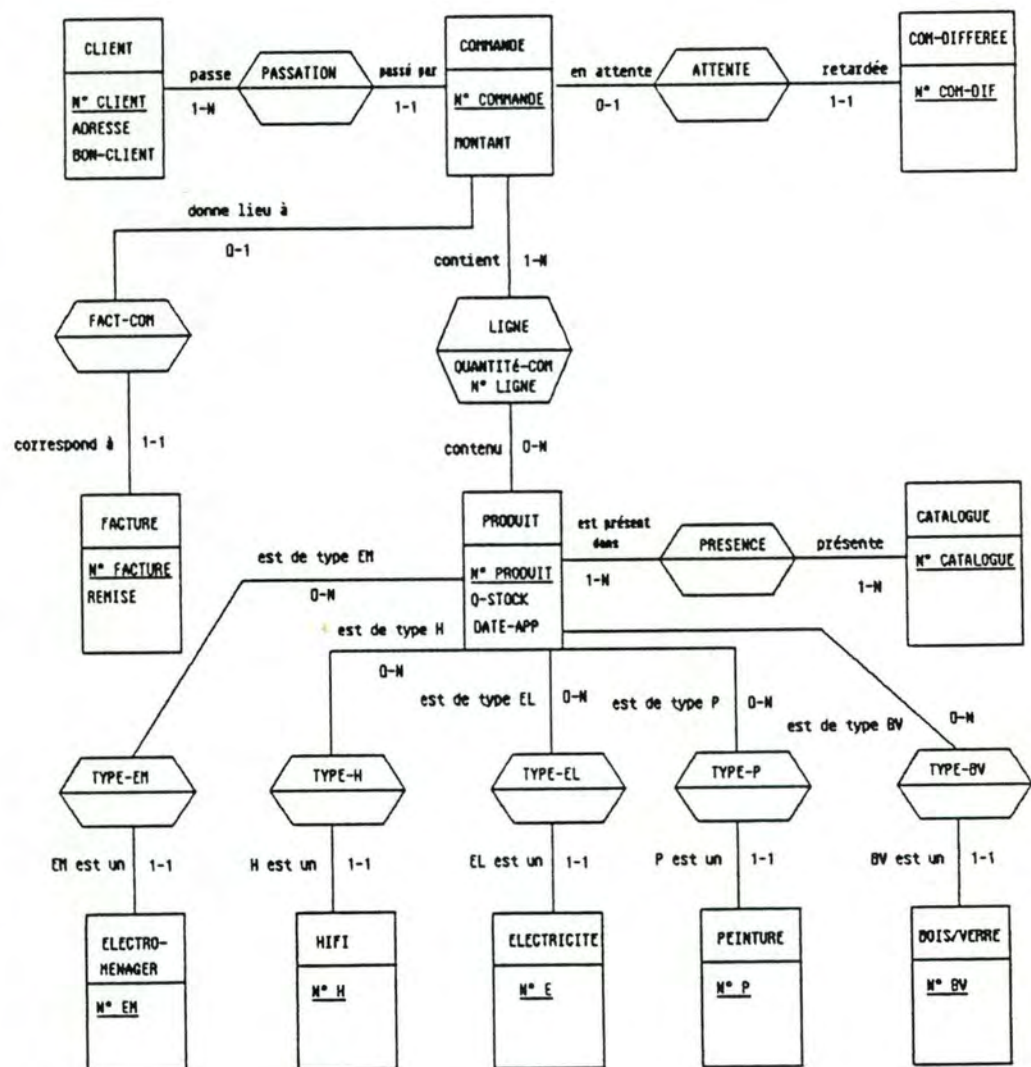 CLIENT
N° CLIENT
ADRESSE
BON-CLIENT
passe
1-N
PASSATION
passé par
1-1
COMMANDE
N° COMMANDE
MONTANT
en attente
0-1
ATTENTE
retardée
1-1
COM-DIFFEREE
N° COM-DIF
donne lieu à
0-1
contient
1-N
FACT-COM
LIGNE
QUANTITé-COM
N° LIGNE
correspond à
1-1
contenu
0-N
FACTURE
N° FACTURE
REMISE
PRODUIT
N° PRODUIT
Q-STOCK
DATE-APP
est présent
dans
1-N
PRESENCE
présente
1-N
CATALOGUE
N° CATALOGUE
est de type EM
0-N
est de type H
0-N
est de type EL
0-N
est de type P
0-N
est de type BV
0-N
TYPE-EM
TYPE-H
TYPE-EL
TYPE-P
TYPE-BV
EM est un
1-1
H est un
1-1
EL est un
1-1
P est un
1-1
BV est un
1-1
ELECTRO-
MENAGER
N° EM
HIFI
N° H
ELECTRICITE
N° E
PEINTURE
N° P
BOIS/VERRE
N° BV